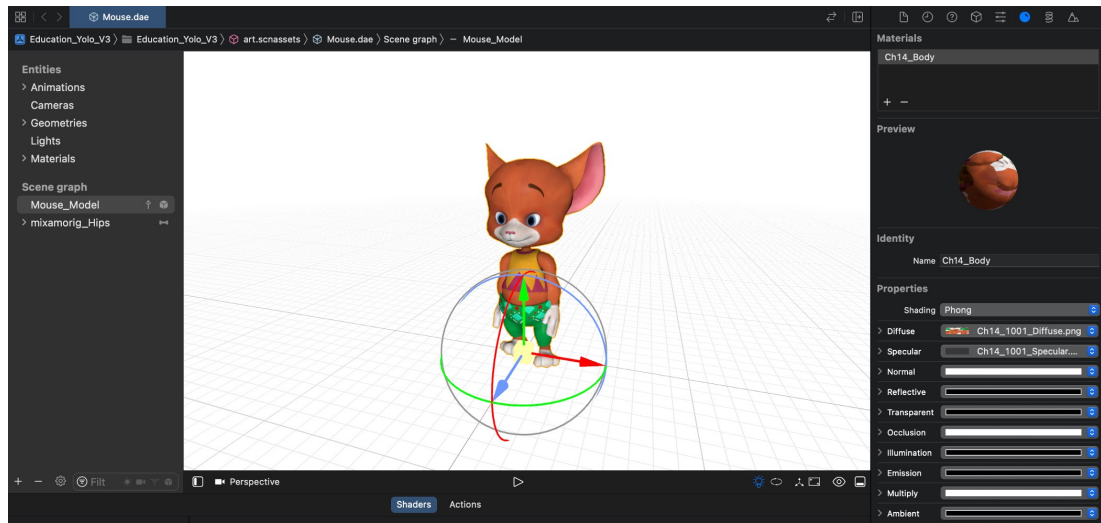 Mouse.dae
Education_Yolo_V3 〉 Education_Yolo_V3 〉 art.scnassets 〉 Mouse.dae 〉 Scene graph 〉 — Mouse_Model
Entities
> Animations
Cameras
> Geometries
Lights
> Materials
Scene graph
Mouse_Model
> mixamorig_Hips
+ − Filt
Perspective
Shaders Actions
Materials
Ch14_Body
+ −
Preview
Identity
Name Ch14_Body
Properties
Shading Phong
> Diffuse Ch14_1001_Diffuse.png
> Specular Ch14_1001_Specular....
> Normal
> Reflective
> Transparent
> Occlusion
> Illumination
> Emission
> Multiply
> Ambient